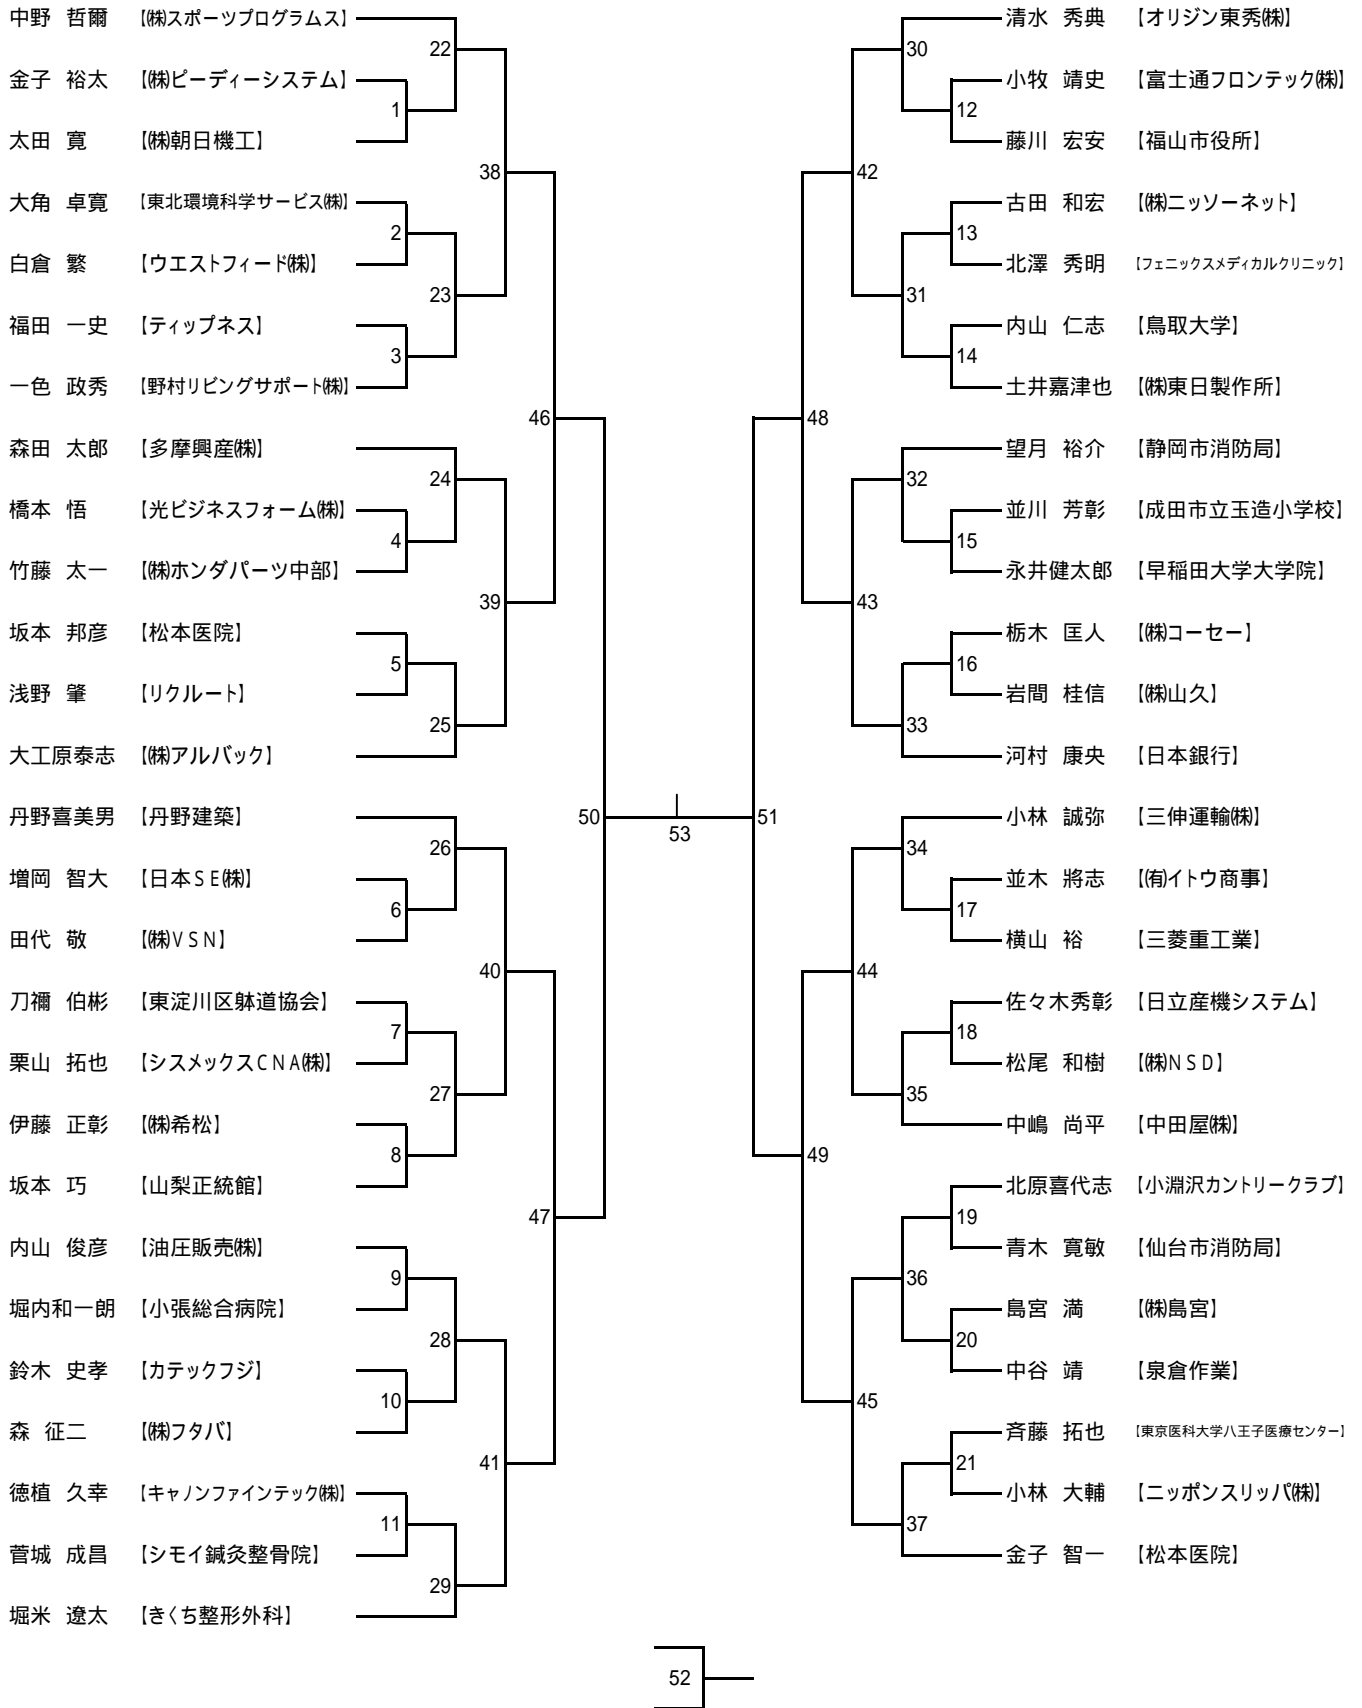 中野 哲爾 【㈱スポーツプログラムス】
金子 裕太 【㈱ピーディーシステム】
太田 寛 【㈱朝日機工】
大角 卓寛 【東北環境科学サービス㈱】
白倉 繁 【ウエストフィード㈱】
福田 一史 【ティップネス】
一色 政秀 【野村リビングサポート㈱】
森田 太郎 【多摩興産㈱】
橋本 悟 【光ビジネスフォーム㈱】
竹藤 太一 【㈱ホンダパーツ中部】
坂本 邦彦 【松本医院】
浅野 肇 【リクルート】
大工原泰志 【㈱アルバック】
丹野喜美男 【丹野建築】
増岡 智大 【日本SE㈱】
田代 敬 【㈱VSN】
刀禰 伯彬 【東淀川区躰道協会】
栗山 拓也 【シスメックスCNA㈱】
伊藤 正彰 【㈱希松】
坂本 巧 【山梨正統館】
内山 俊彦 【油圧販売㈱】
堀内和一朗 【小張総合病院】
鈴木 史孝 【カテックフジ】
森 征二 【㈱フタバ】
徳植 久幸 【キャノンファインテック㈱】
菅城 成昌 【シモイ鍼灸整骨院】
堀米 遼太 【きくち整形外科】
1
2
3
4
5
6
7
8
9
10
11
22
23
24
25
26
27
28
29
38
39
40
41
46
47
50
53
51
48
49
42
43
44
45
30
31
32
33
34
35
36
37
12
13
14
15
16
17
18
19
20
21
清水 秀典 【オリジン東秀㈱】
小牧 靖史 【富士通フロンテック㈱】
藤川 宏安 【福山市役所】
古田 和宏 【㈱ニッソーネット】
北澤 秀明 【フェニックスメディカルクリニック】
内山 仁志 【鳥取大学】
土井嘉津也 【㈱東日製作所】
望月 裕介 【静岡市消防局】
並川 芳彰 【成田市立玉造小学校】
永井健太郎 【早稲田大学大学院】
栃木 匡人 【㈱コーセー】
岩間 桂信 【㈱山久】
河村 康央 【日本銀行】
小林 誠弥 【三伸運輸㈱】
並木 將志 【㈲イトウ商事】
横山 裕 【三菱重工業】
佐々木秀彰 【日立産機システム】
松尾 和樹 【㈱NSD】
中嶋 尚平 【中田屋㈱】
北原喜代志 【小淵沢カントリークラブ】
青木 寛敏 【仙台市消防局】
島宮 満 【㈱島宮】
中谷 靖 【泉倉作業】
斉藤 拓也 【東京医科大学八王子医療センター】
小林 大輔 【ニッポンスリッパ㈱】
金子 智一 【松本医院】
52